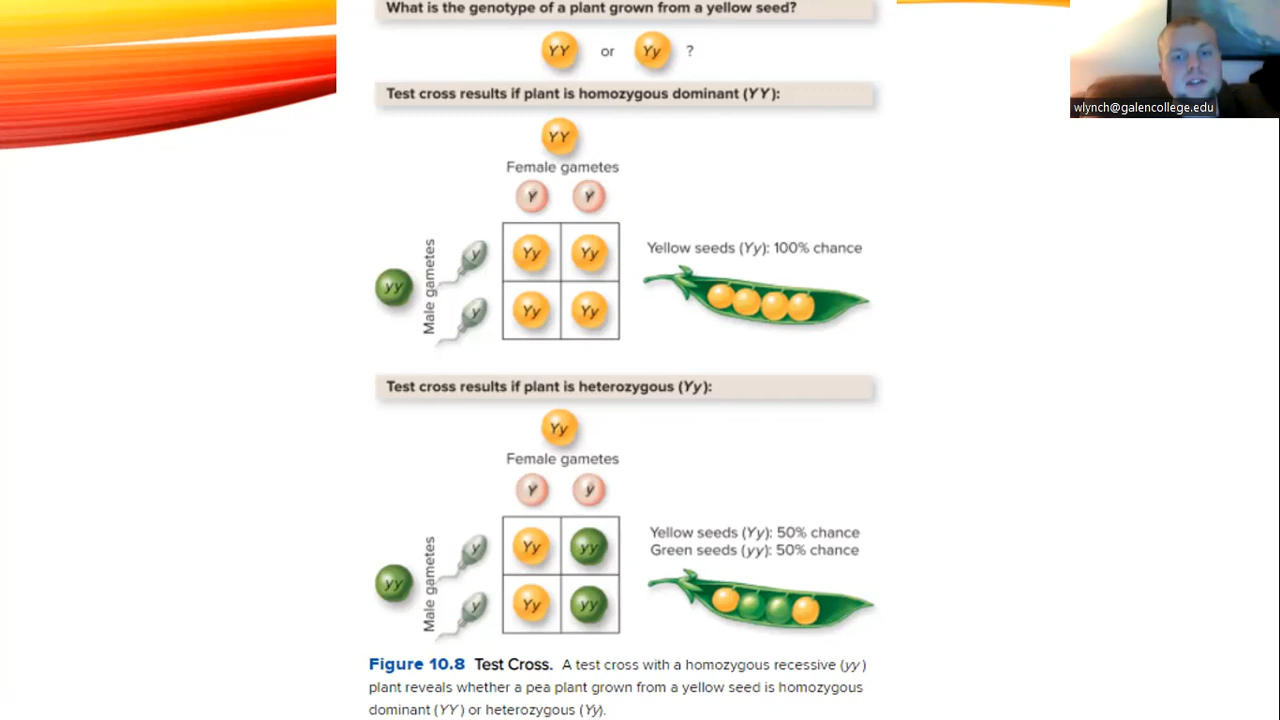 What is the genotype of a plant grown from a yellow seed?
YY or Yy ?
wlynch@galencollege.edu
Test cross results if plant is homozygous dominant (YY):
YY
Female gametes
Y Y
Male gametes
yy
y
y
Yy Yy
Yy Yy
Yellow seeds (Yy): 100% chance
Test cross results if plant is heterozygous (Yy):
Yy
Female gametes
Y y
Male gametes
yy
y
y
Yy yy
Yy yy
Yellow seeds (Yy): 50% chance
Green seeds (yy): 50% chance
Figure 10.8 Test Cross. A test cross with a homozygous recessive (yy)
plant reveals whether a pea plant grown from a yellow seed is homozygous
dominant (YY) or heterozygous (Yy).